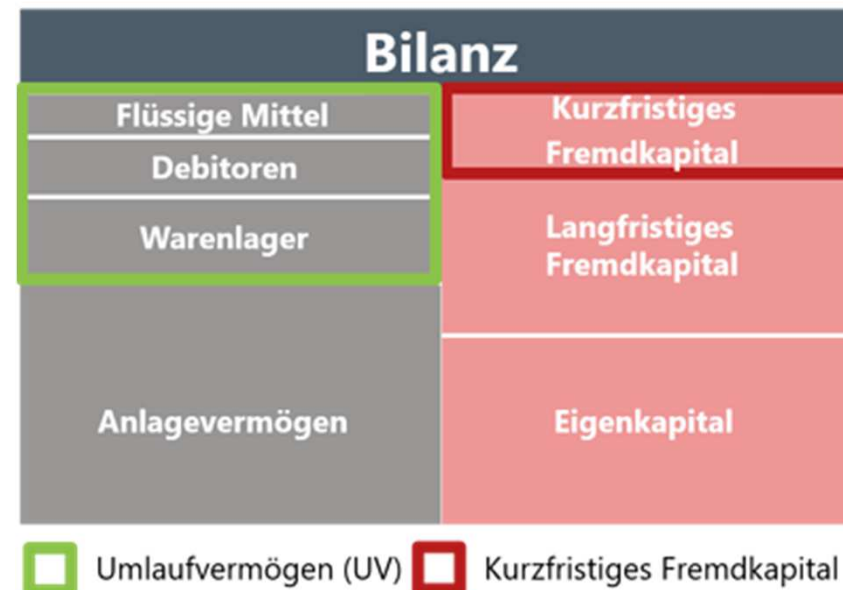 Bilanz
Flüssige Mittel
Debitoren
Warenlager
Anlagevermögen
Kurzfristiges
Fremdkapital
Langfristiges
Fremdkapital
Eigenkapital
Umlaufvermögen (UV)
Kurzfristiges Fremdkapital